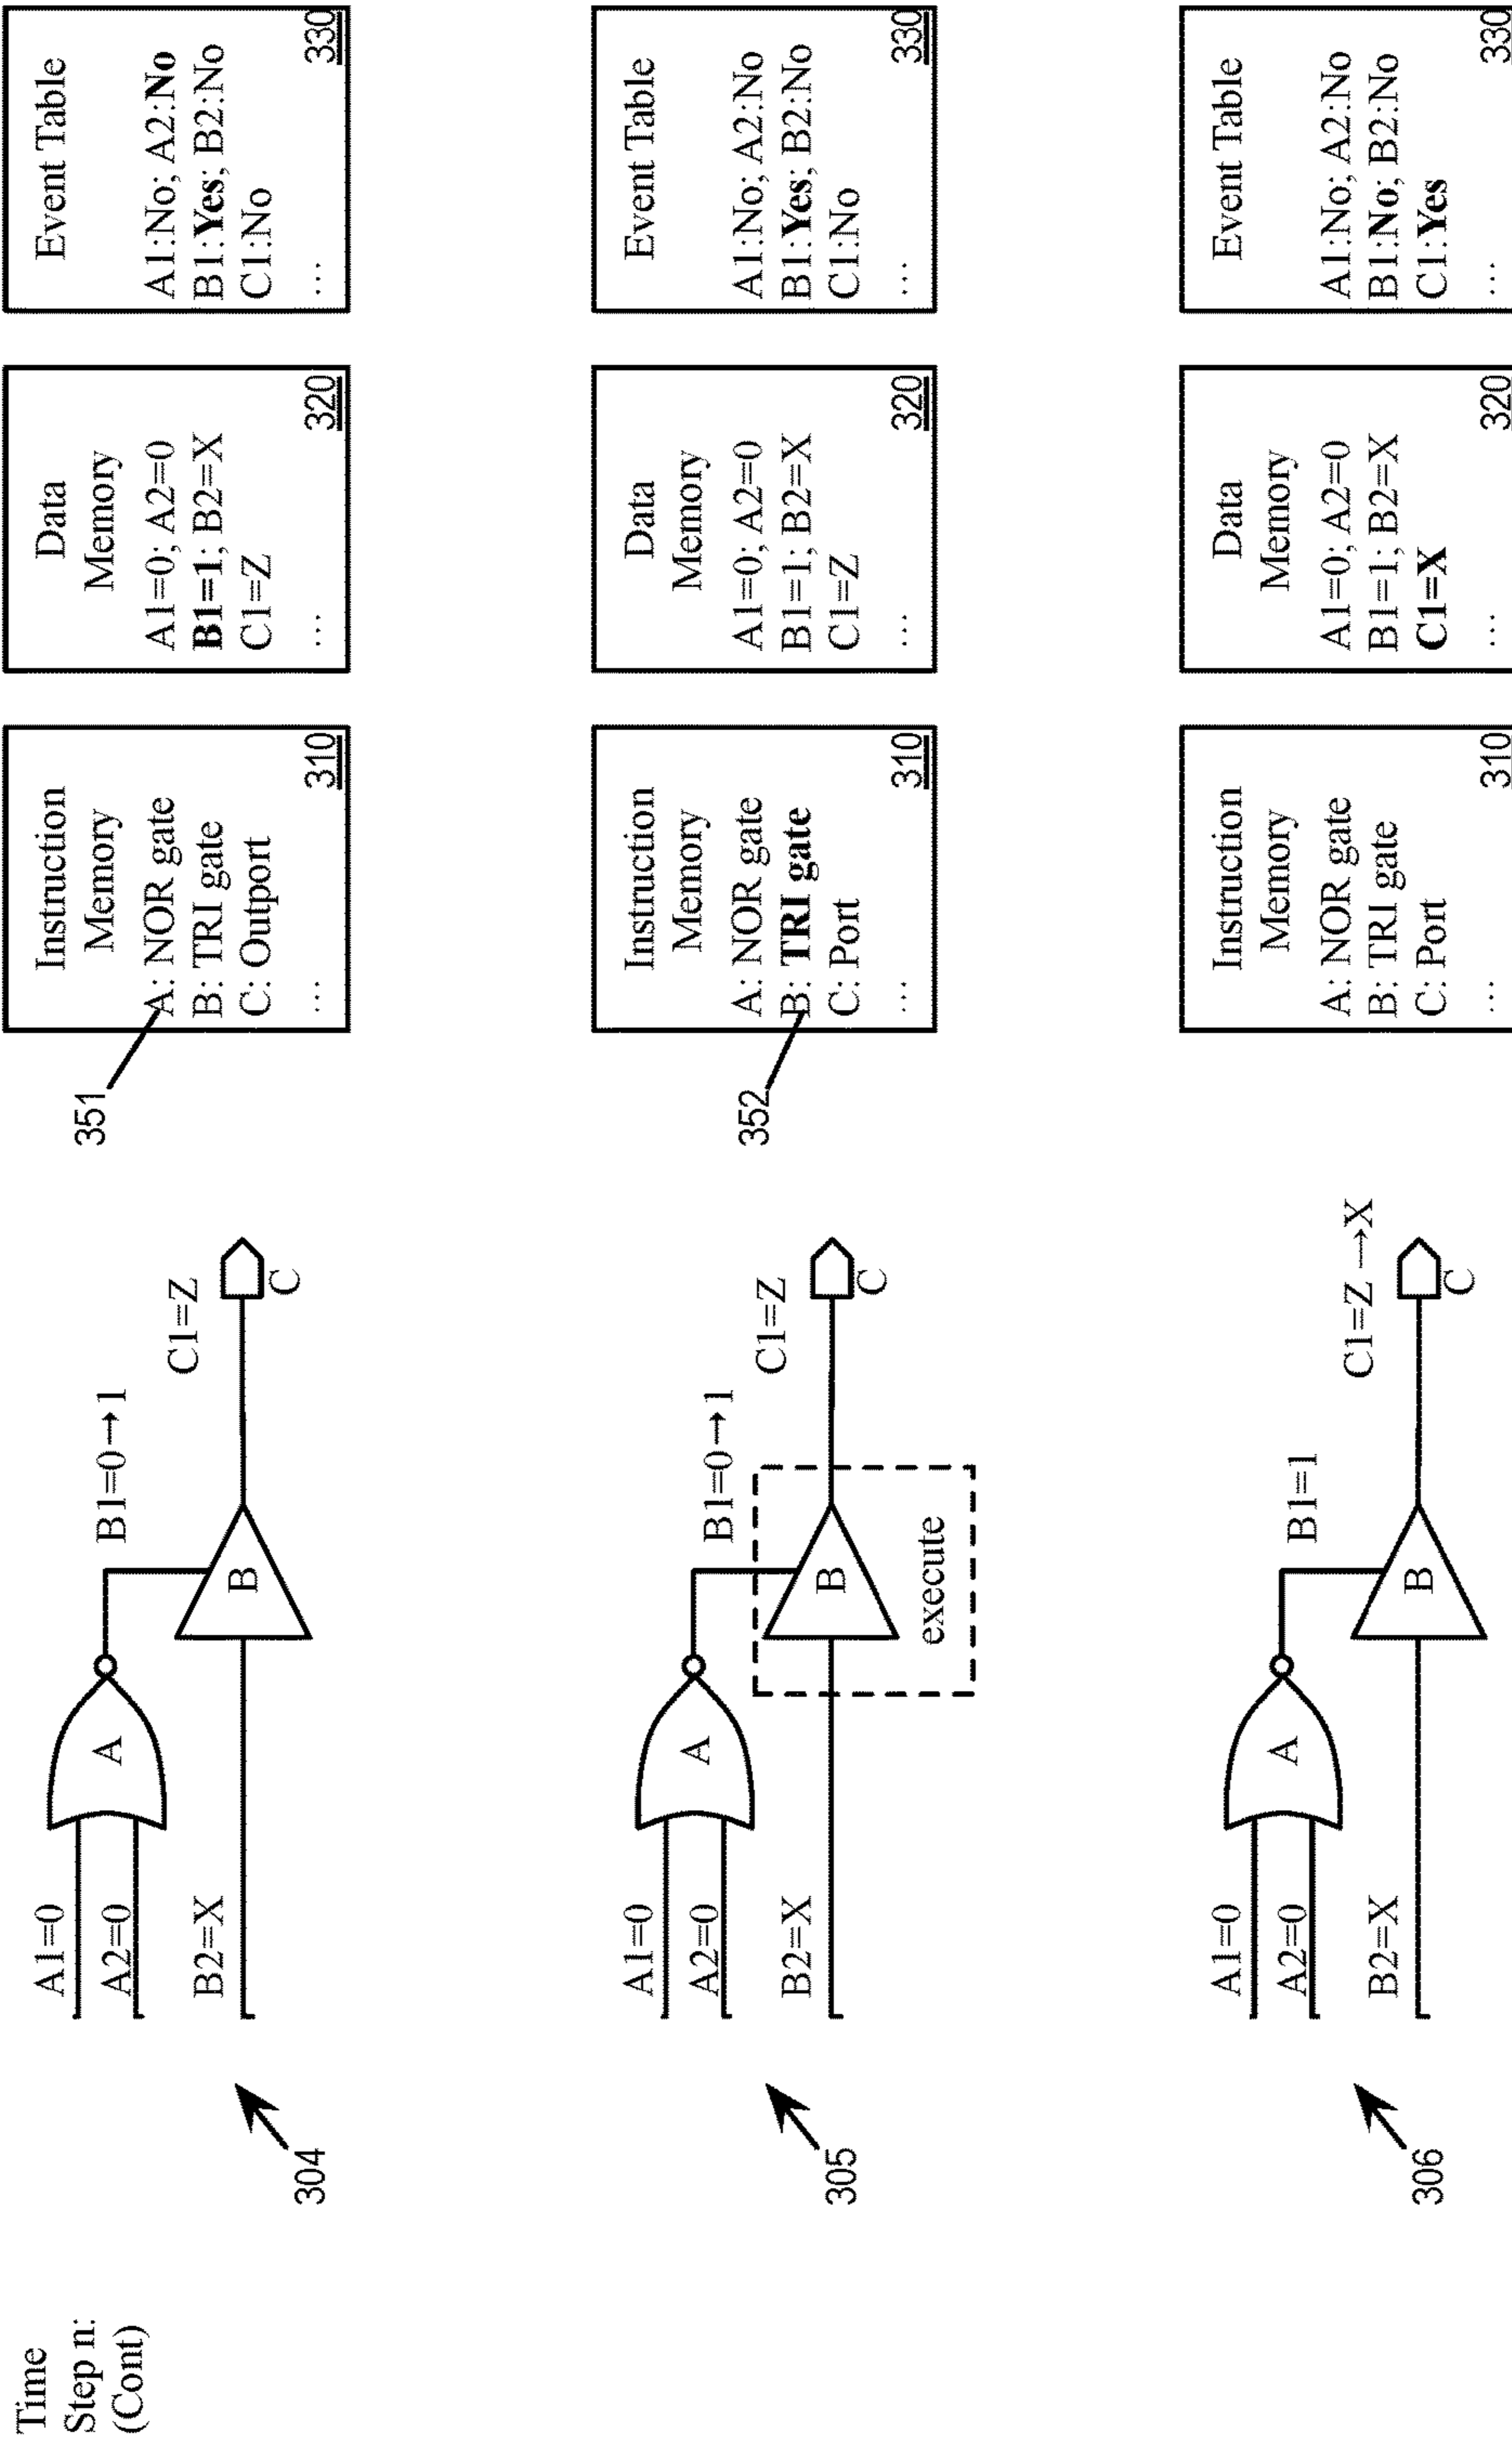 Time
Step n:
(Cont)
304
A1=0
A2=0
B2=X
A
B
B1=0→1
C1=Z
C
351
Instruction
Memory
A: NOR gate
B: TRI gate
C: Outport
...
310
Data
Memory
A1=0; A2=0
B1=1; B2=X
C1=Z
...
320
Event Table
A1:No; A2:No
B1:Yes; B2:No
C1:No
...
330
305
A1=0
A2=0
B2=X
A
B
execute
B1=0→1
C1=Z
C
352
Instruction
Memory
A: NOR gate
B: TRI gate
C: Port
...
310
Data
Memory
A1=0; A2=0
B1=1; B2=X
C1=Z
...
320
Event Table
A1:No; A2:No
B1:Yes; B2:No
C1:No
...
330
306
A1=0
A2=0
B2=X
A
B
B1=1
C1=Z →X
C
Instruction
Memory
A: NOR gate
B: TRI gate
C: Port
...
310
Data
Memory
A1=0; A2=0
B1=1; B2=X
C1=X
...
320
Event Table
A1:No; A2:No
B1:No; B2:No
C1:Yes
...
330